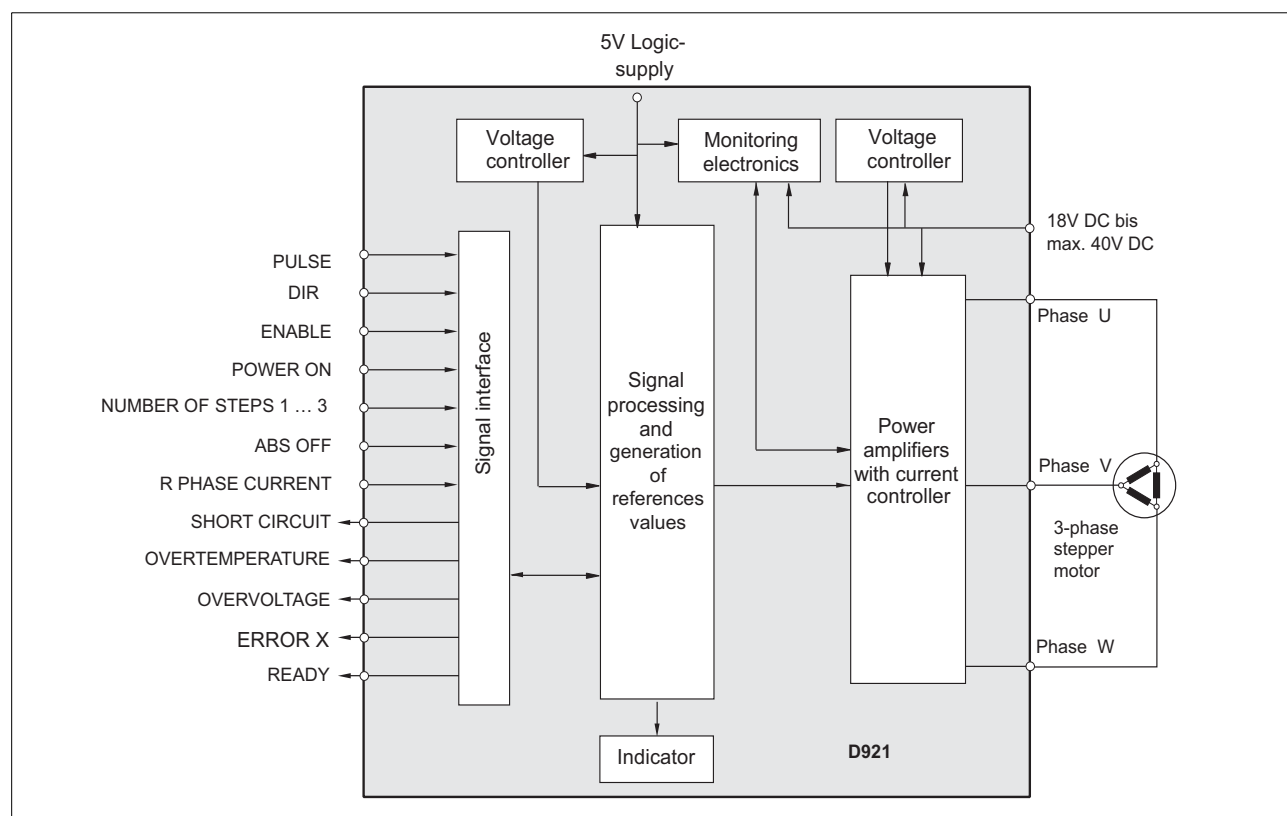 5V Logic-
supply
Voltage
controller
Monitoring
electronics
Voltage
controller
18V DC bis
max. 40V DC
PULSE
DIR
ENABLE
POWER ON
NUMBER OF STEPS 1 ... 3
ABS OFF
R PHASE CURRENT
SHORT CIRCUIT
OVERTEMPERATURE
OVERVOLTAGE
ERROR X
READY
Signal interface
Signal
processing
and
generation
of
references
values
Power
amplifiers
with current
controller
Phase U
Phase V
3-phase
stepper
motor
Phase W
Indicator
D921